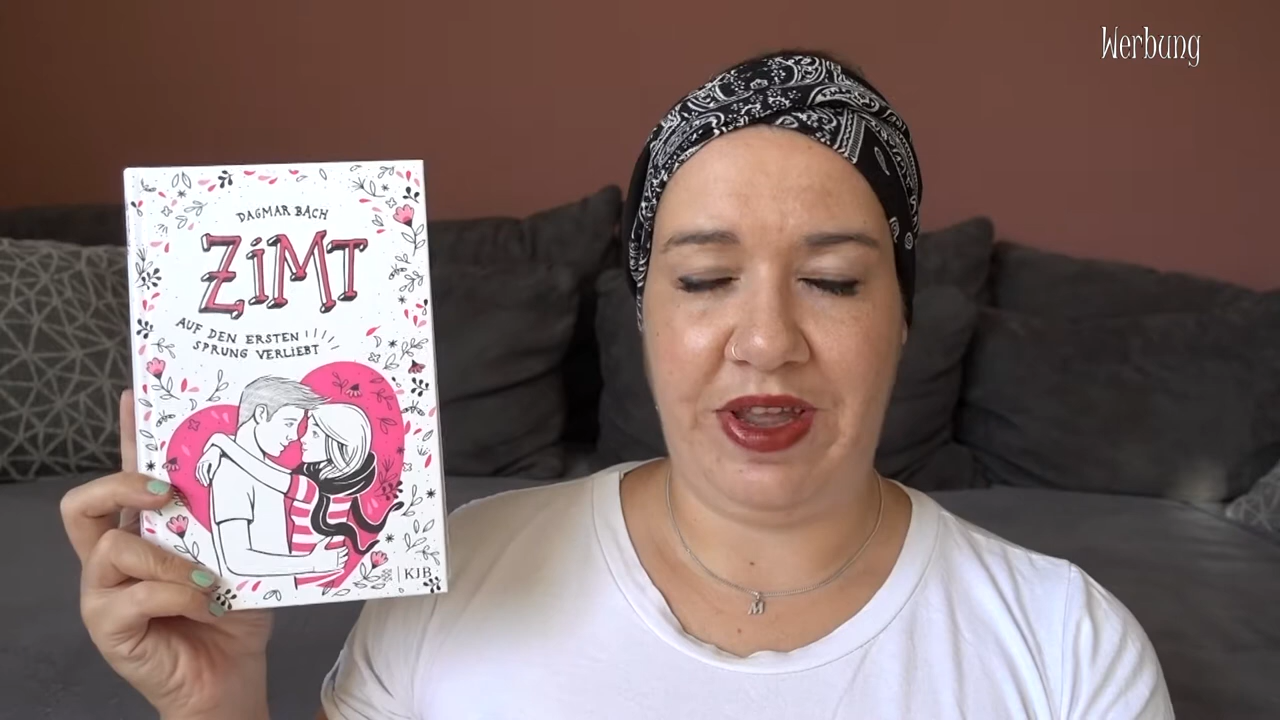 Werbung
DAGMAR BACH
ZiMT
AUF DEN ERSTEN
SPRUNG VERLIEBT
KJB
M